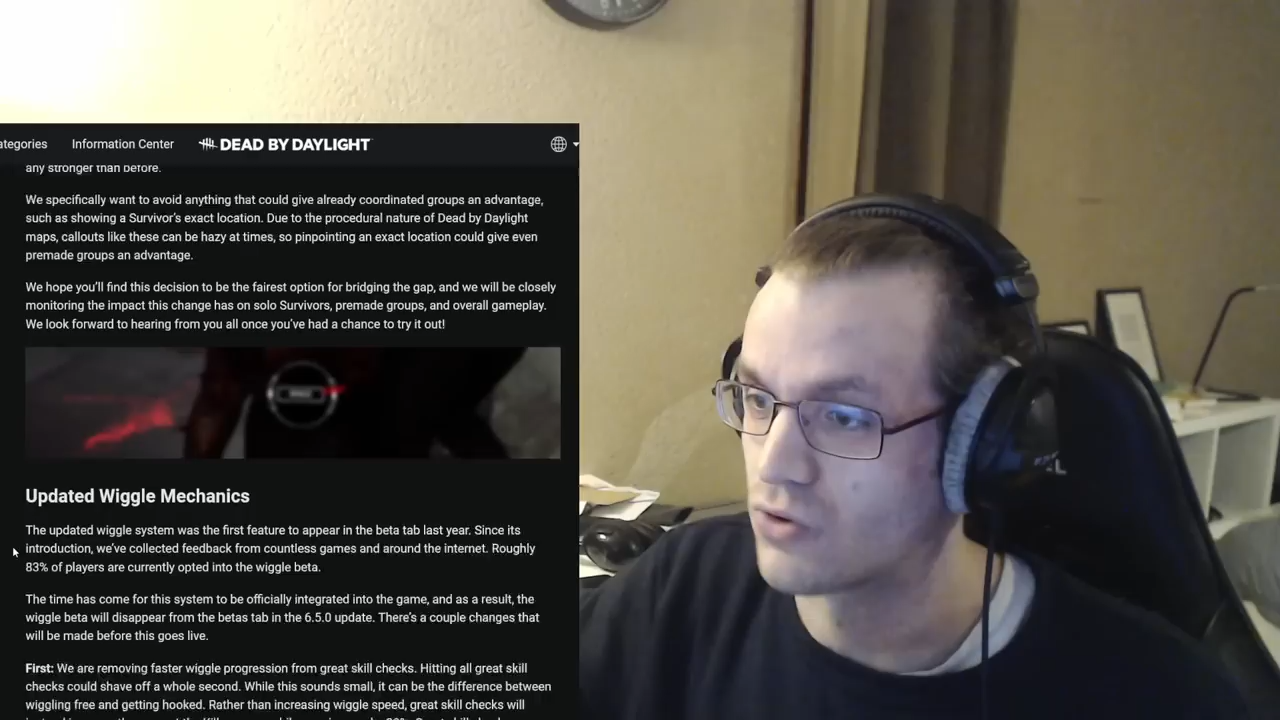 ategories Information Center DEAD BY DAYLIGHT
any stronger than before.
We specifically want to avoid anything that could give already coordinated groups an advantage,
such as showing a Survivor's exact location. Due to the procedural nature of Dead by Daylight
maps, callouts like these can be hazy at times, so pinpointing an exact location could give even
premade groups an advantage.
We hope you'll find this decision to be the fairest option for bridging the gap, and we will be closely
monitoring the impact this change has on solo Survivors, premade groups, and overall gameplay.
We look forward to hearing from you all once you've had a chance to try it out!
Updated Wiggle Mechanics
The updated wiggle system was the first feature to appear in the beta tab last year. Since its
introduction, we've collected feedback from countless games and around the internet. Roughly
83% of players are currently opted into the wiggle beta.
The time has come for this system to be officially integrated into the game, and as a result, the
wiggle beta will disappear from the betas tab in the 6.5.0 update. There's a couple changes that
will be made before this goes live.
First: We are removing faster wiggle progression from great skill checks. Hitting all great skill
checks could shave off a whole second. While this sounds small, it can be the difference between
wiggling free and getting hooked. Rather than increasing wiggle speed, great skill checks will